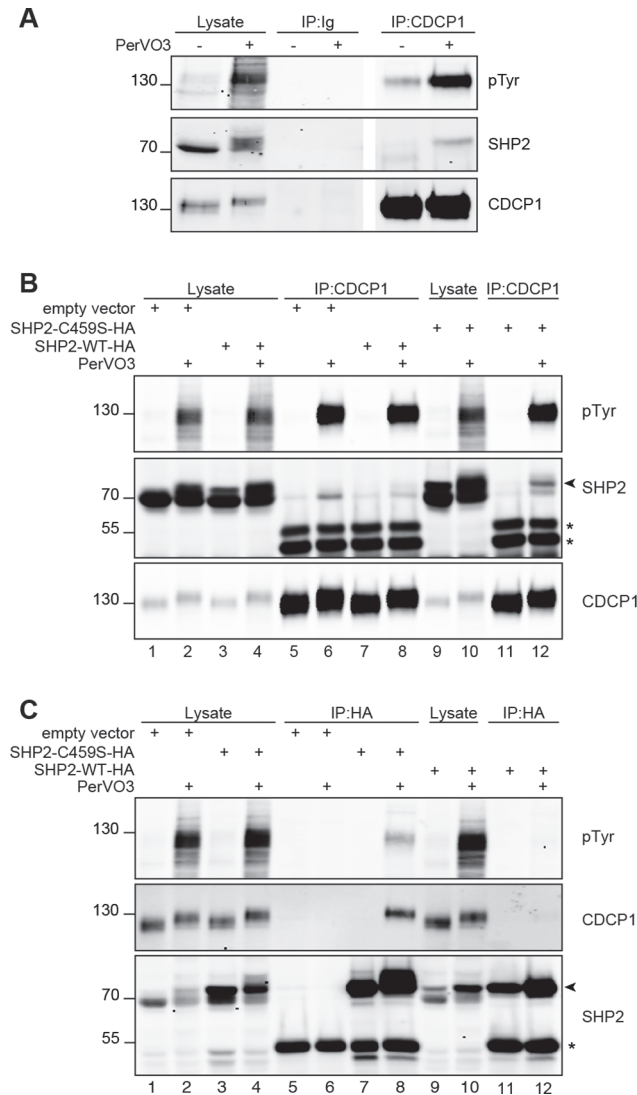 A
Lysate IP:Ig IP:CDCP1
PerVO3 - + - + - +
130 pTyr
70 SHP2
130 CDCP1
B
Lysate IP:CDCP1 Lysate IP:CDCP1
empty vector + + + +
SHP2-C459S-HA + + + +
SHP2-WT-HA + + + +
PerVO3 + + + + + +
130 pTyr
70 SHP2
55 *
*
130 CDCP1
1 2 3 4 5 6 7 8 9 10 11 12
C
Lysate IP:HA Lysate IP:HA
empty vector + + + +
SHP2-C459S-HA + + + +
SHP2-WT-HA + + + +
PerVO3 + + + + + +
130 pTyr
130 CDCP1
70 SHP2
55 *
1 2 3 4 5 6 7 8 9 10 11 12